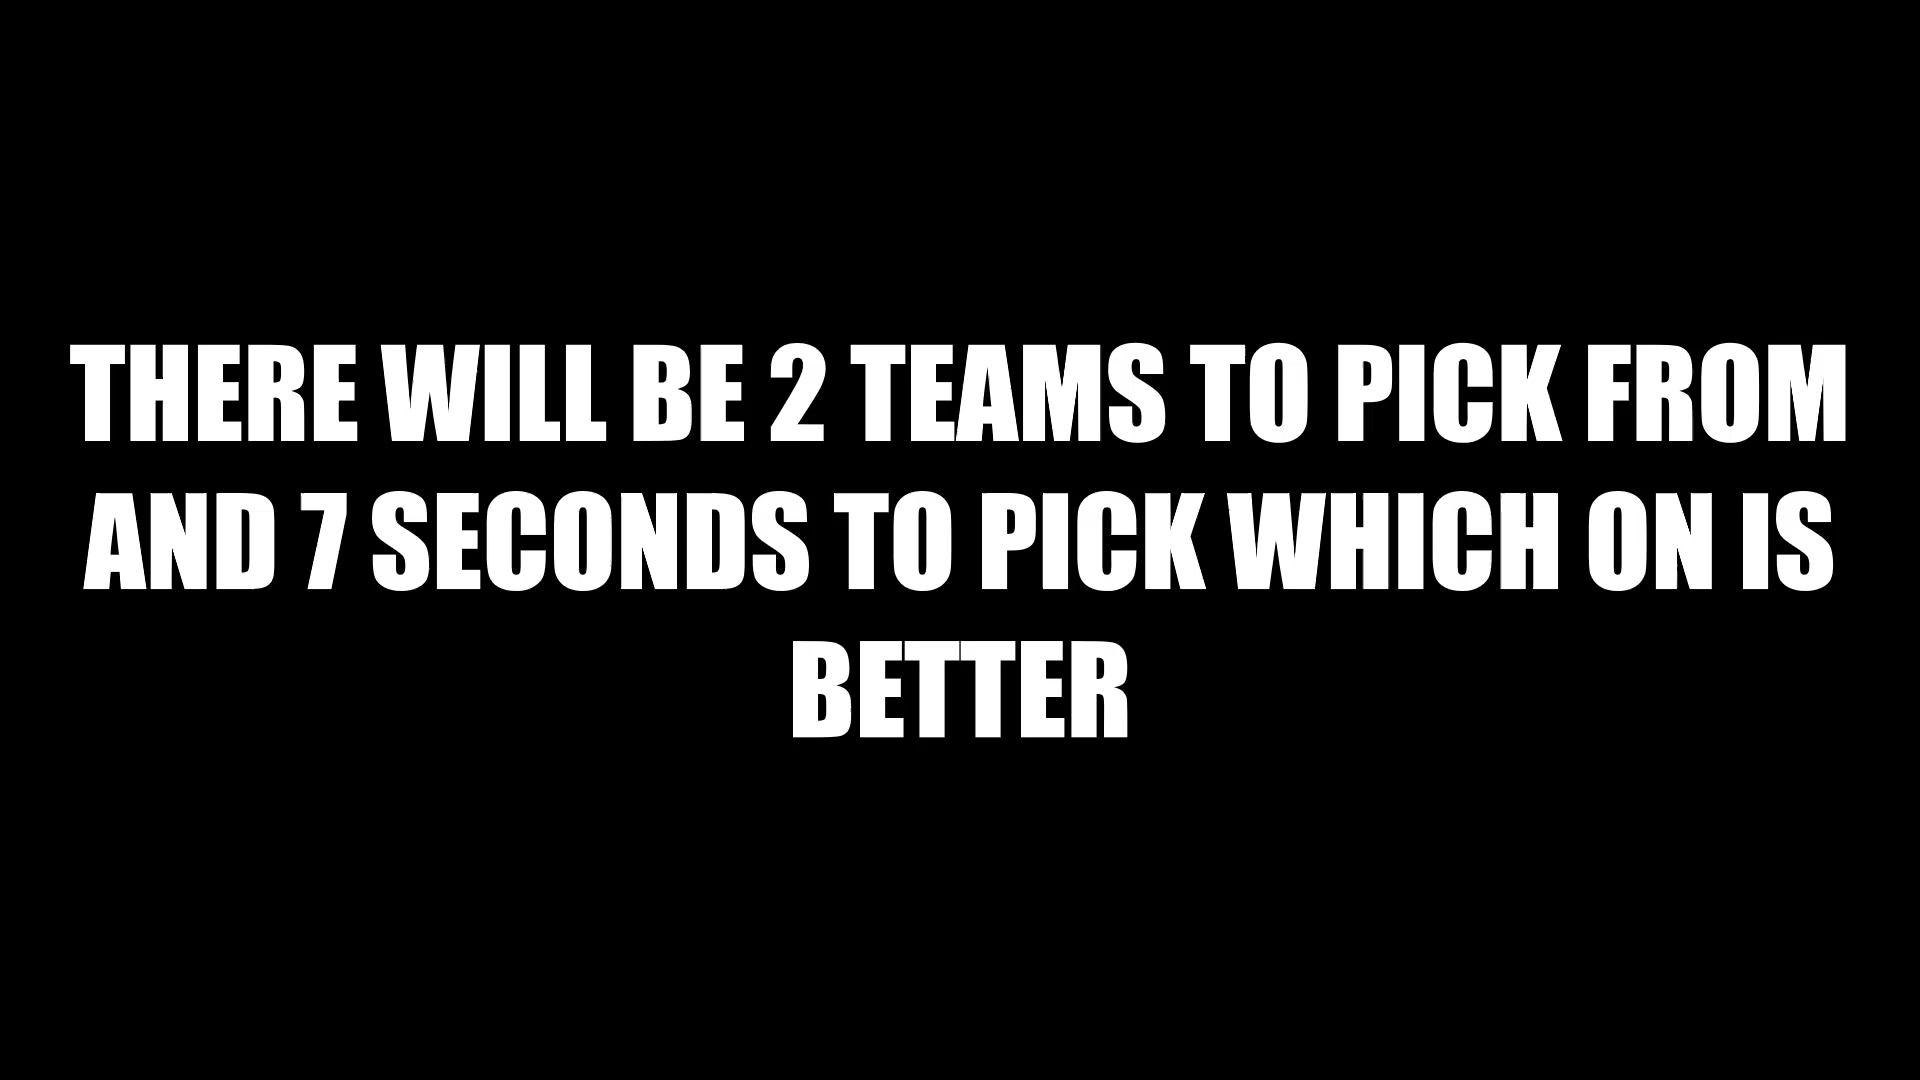 THERE WILL BE 2 TEAMS TO PICK FROM
AND 7 SECONDS TO PICK WHICH ON IS
BETTER